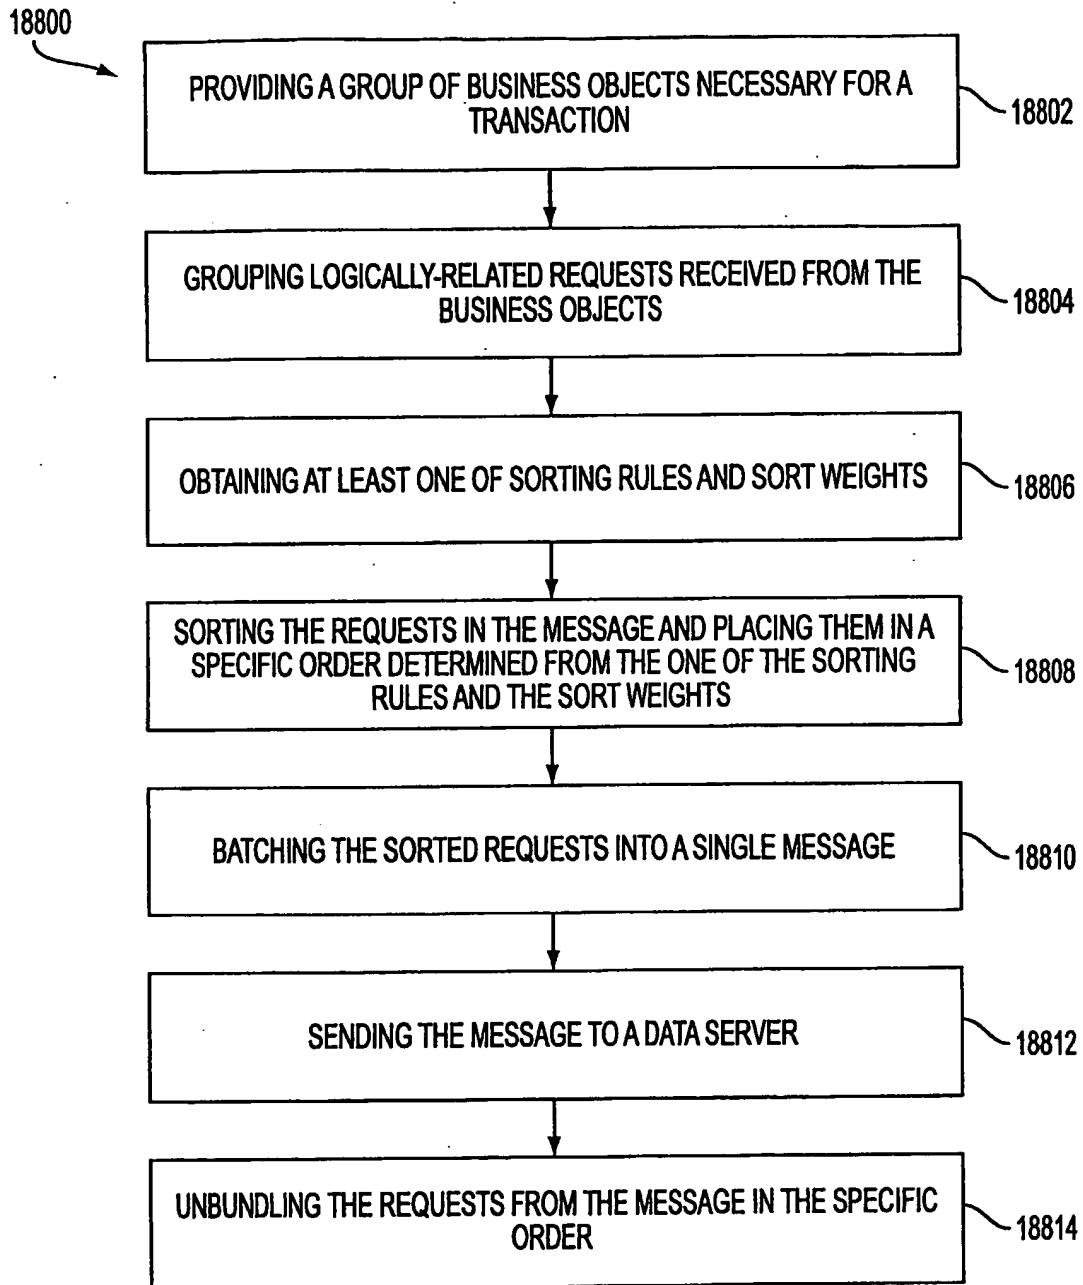 18800
PROVIDING A GROUP OF BUSINESS OBJECTS NECESSARY FOR A
TRANSACTION
18802
GROUPING LOGICALLY-RELATED REQUESTS RECEIVED FROM THE
BUSINESS OBJECTS
18804
OBTAINING AT LEAST ONE OF SORTING RULES AND SORT WEIGHTS
18806
SORTING THE REQUESTS IN THE MESSAGE AND PLACING THEM IN A
SPECIFIC ORDER DETERMINED FROM THE ONE OF THE SORTING
RULES AND THE SORT WEIGHTS
18808
BATCHING THE SORTED REQUESTS INTO A SINGLE MESSAGE
18810
SENDING THE MESSAGE TO A DATA SERVER
18812
UNBUNDLING THE REQUESTS FROM THE MESSAGE IN THE SPECIFIC
ORDER
18814